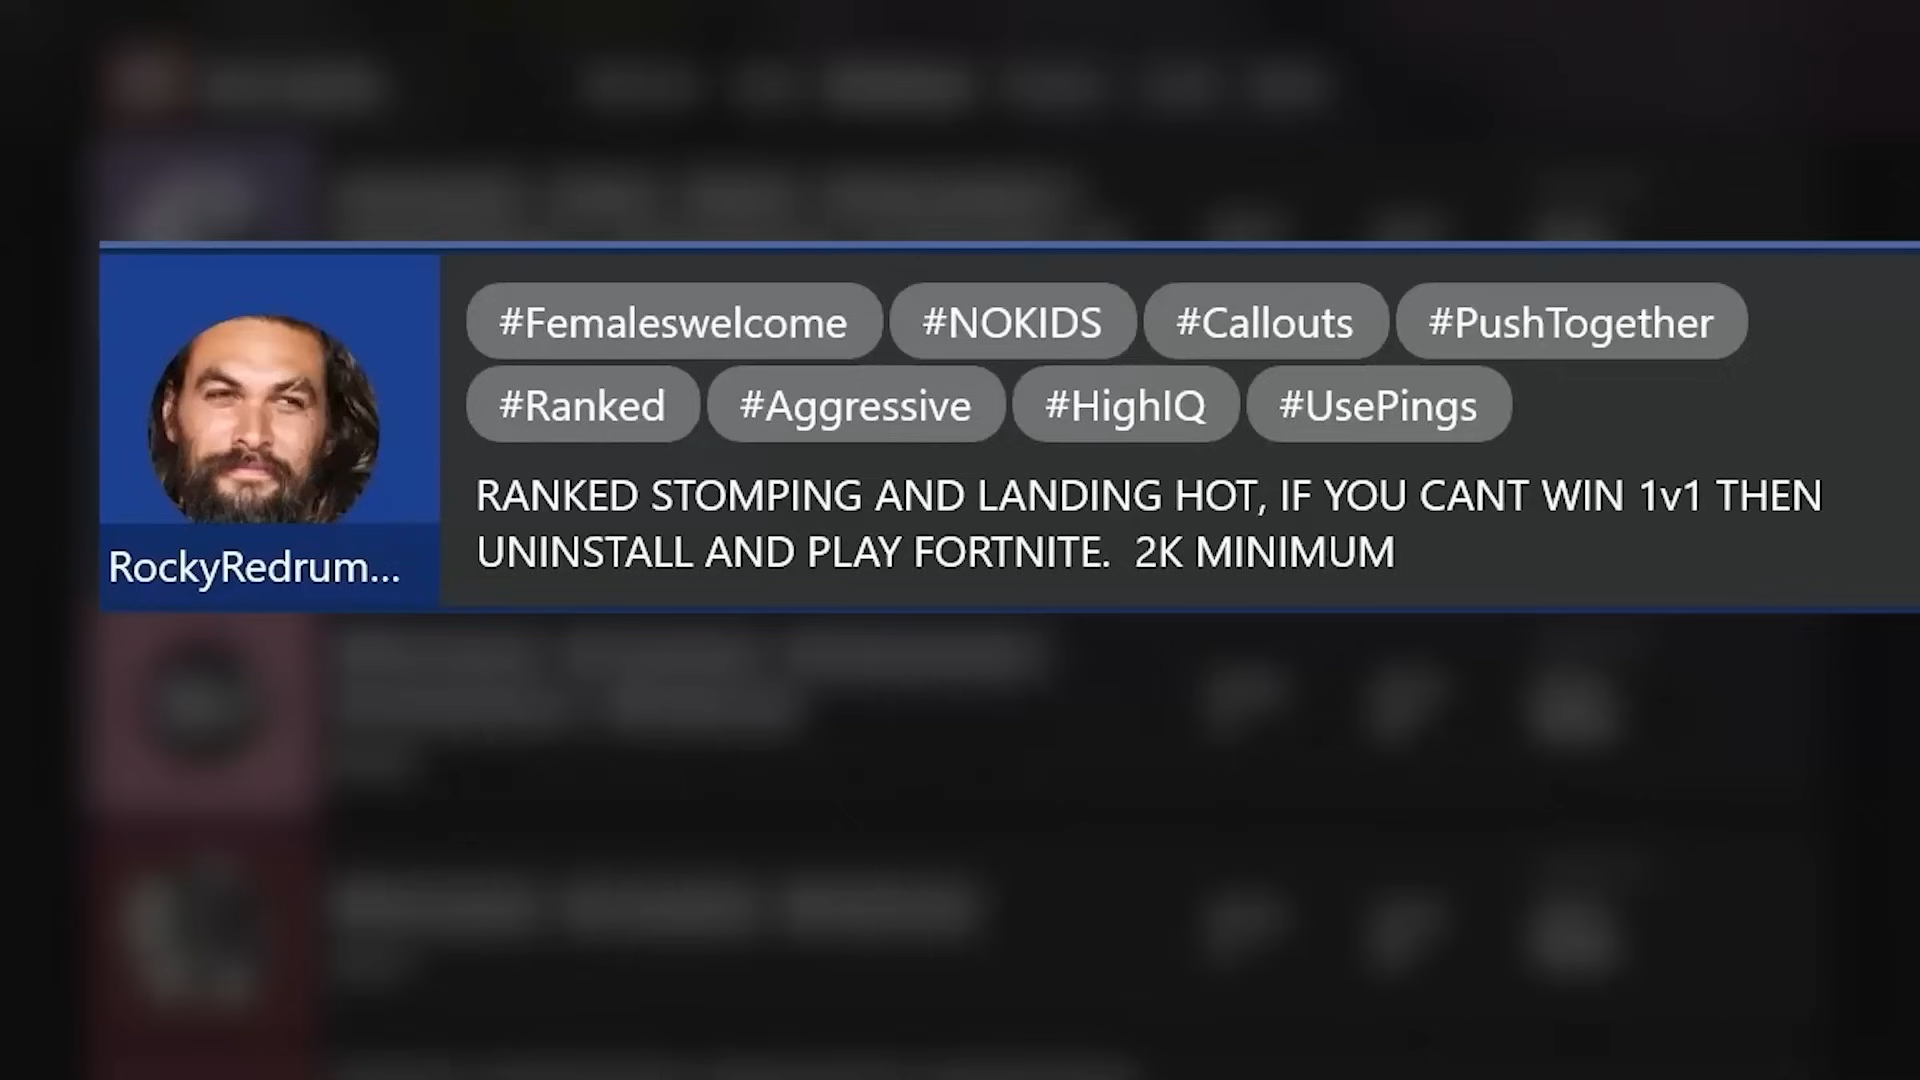 #Femaleswelcome #NOKIDS #Callouts #PushTogether
#Ranked #Aggressive #HighIQ #UsePings
RANKED STOMPING AND LANDING HOT, IF YOU CANT WIN 1v1 THEN
UNINSTALL AND PLAY FORTNITE.  2K MINIMUM
RockyRedrum...